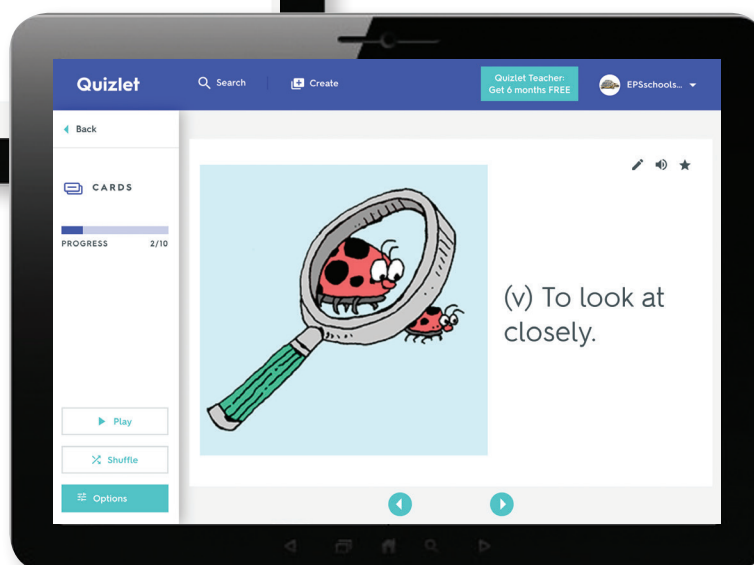 Quizlet
Search
Create
Quizlet Teacher:
Get 6 months FREE
EPSschools...
Back
CARDS
PROGRESS 2/10
(v) To look at
closely.
Play
Shuffle
Options